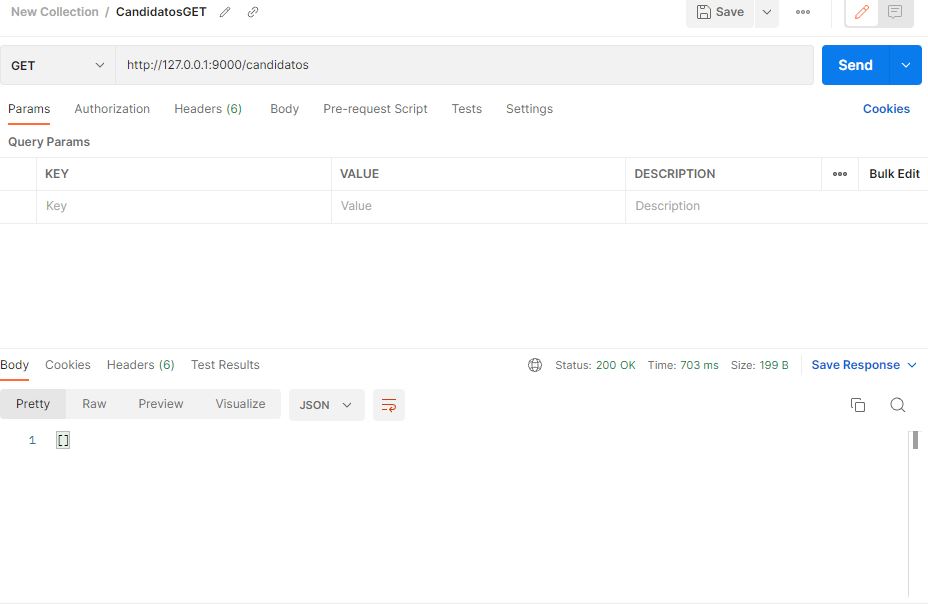 New Collection / CandidatosGET Save ooo
GET http://127.0.0.1:9000/candidatos Send
Params Authorization Headers (6) Body Pre-request Script Tests Settings Cookies
Query Params
KEY VALUE DESCRIPTION ooo Bulk Edit
Key Value Description
Body Cookies Headers (6) Test Results Status: 200 OK Time: 703 ms Size: 199 B Save Response
Pretty Raw Preview Visualize JSON
1 []